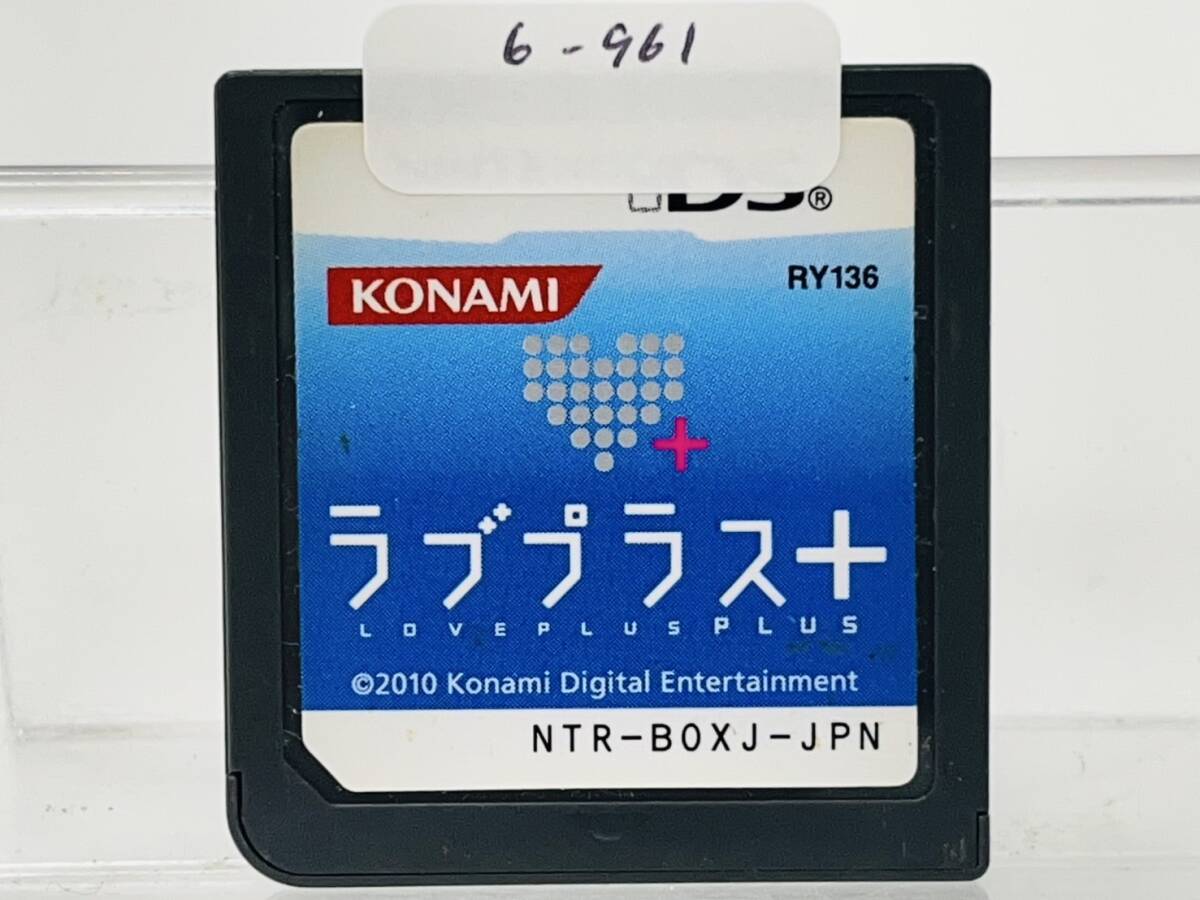 6-961
DS®
KONAMI
RY136
ラブプラス+
LOVEPLUS PLUS
©2010 Konami Digital Entertainment
NTR-BOXJ-JPN